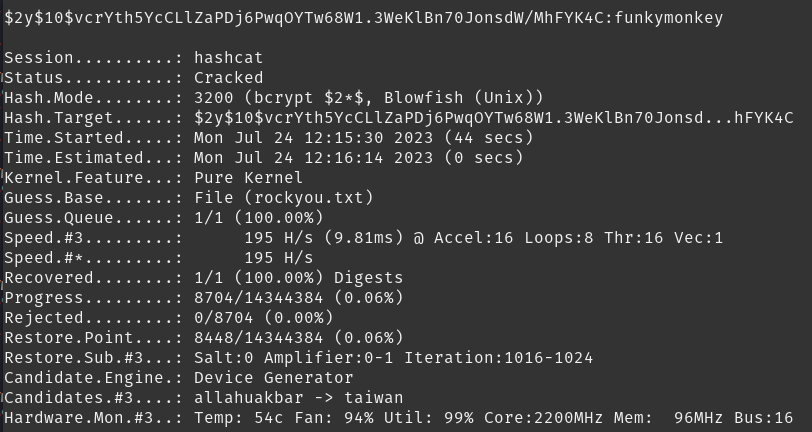 $2y$10$vcrYth5YcCLlZaPDj6PwqOYTw68W1.3WeKlBn70JonsdW/MhFYK4C:funkymonkey
Session..........: hashcat
Status...........: Cracked
Hash.Mode........: 3200 (bcrypt $2*$, Blowfish (Unix))
Hash.Target......: $2y$10$vcrYth5YcCLlZaPDj6PwqOYTw68W1.3WeKlBn70Jonsd...hFYK4C
Time.Started.....: Mon Jul 24 12:15:30 2023 (44 secs)
Time.Estimated...: Mon Jul 24 12:16:14 2023 (0 secs)
Kernel.Feature...: Pure Kernel
Guess.Base.......: File (rockyou.txt)
Guess.Queue......: 1/1 (100.00%)
Speed.#3.........:      195 H/s (9.81ms) @ Accel:16 Loops:8 Thr:16 Vec:1
Speed.#*.........:      195 H/s
Recovered........: 1/1 (100.00%) Digests
Progress.........: 8704/14344384 (0.06%)
Rejected.........: 0/8704 (0.00%)
Restore.Point....: 8448/14344384 (0.06%)
Restore.Sub.#3...: Salt:0 Amplifier:0-1 Iteration:1016-1024
Candidate.Engine.: Device Generator
Candidates.#3....: allahuakbar -> taiwan
Hardware.Mon.#3..: Temp: 54c Fan: 94% Util: 99% Core:2200MHz Mem:  96MHz Bus:16